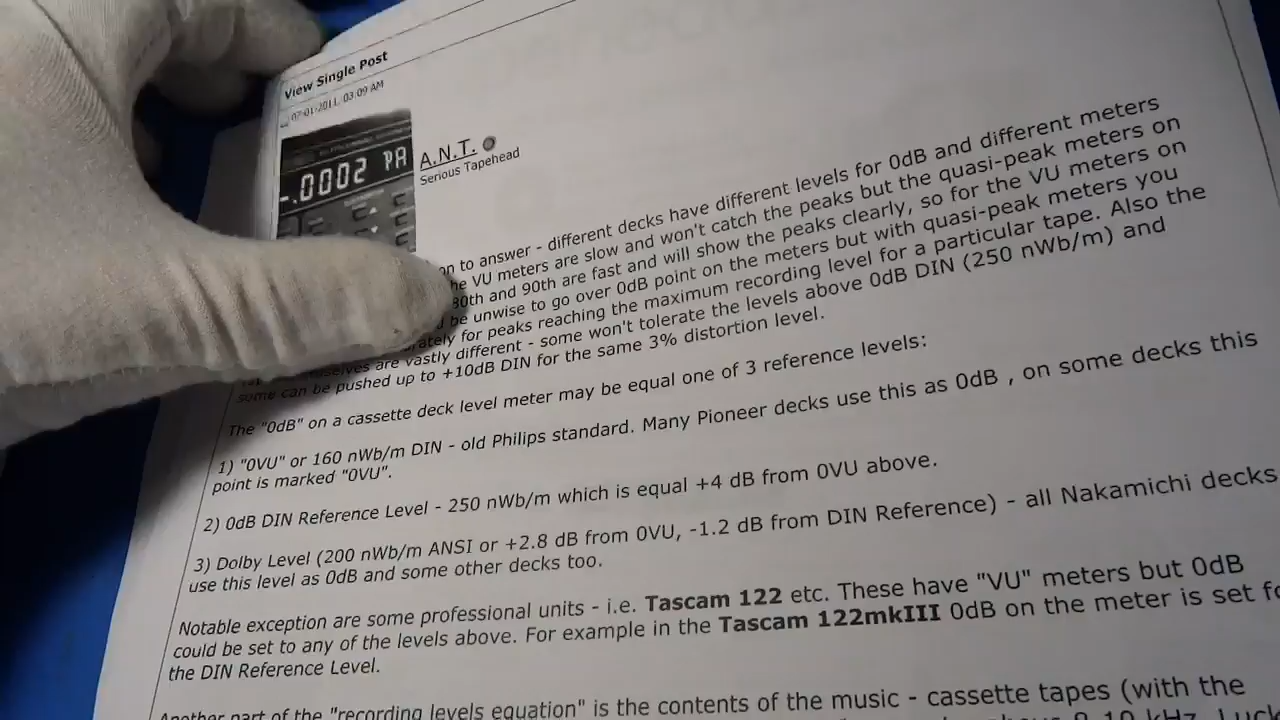 View Single Post
07-01-2011, 03:09 AM
-.0002 PA
A.N.T.
Serious Tapehead
to answer - different decks have different levels for 0dB and different meters
VU meters are slow and won't catch the peaks but the quasi-peak meters on
80th and 90th are fast and will show the peaks clearly, so for the VU meters on
be unwise to go over 0dB point on the meters but with quasi-peak meters you
for peaks reaching the maximum recording level for a particular tape. Also the
are vastly different - some won't tolerate the levels above 0dB DIN (250 nWb/m) and
some can be pushed up to +10dB DIN for the same 3% distortion level.
The "0dB" on a cassette deck level meter may be equal one of 3 reference levels:
1) "0VU" or 160 nWb/m DIN - old Philips standard. Many Pioneer decks use this as 0dB , on some decks this
point is marked "0VU".
2) 0dB DIN Reference Level - 250 nWb/m which is equal +4 dB from 0VU above.
3) Dolby Level (200 nWb/m ANSI or +2.8 dB from 0VU, -1.2 dB from DIN Reference) - all Nakamichi decks
use this level as 0dB and some other decks too.
Notable exception are some professional units - i.e. Tascam 122 etc. These have "VU" meters but 0dB
could be set to any of the levels above. For example in the Tascam 122mkIII 0dB on the meter is set fo
the DIN Reference Level.
Another part of the "recording levels equation" is the contents of the music - cassette tapes (with the
8-10 kHz. Luck